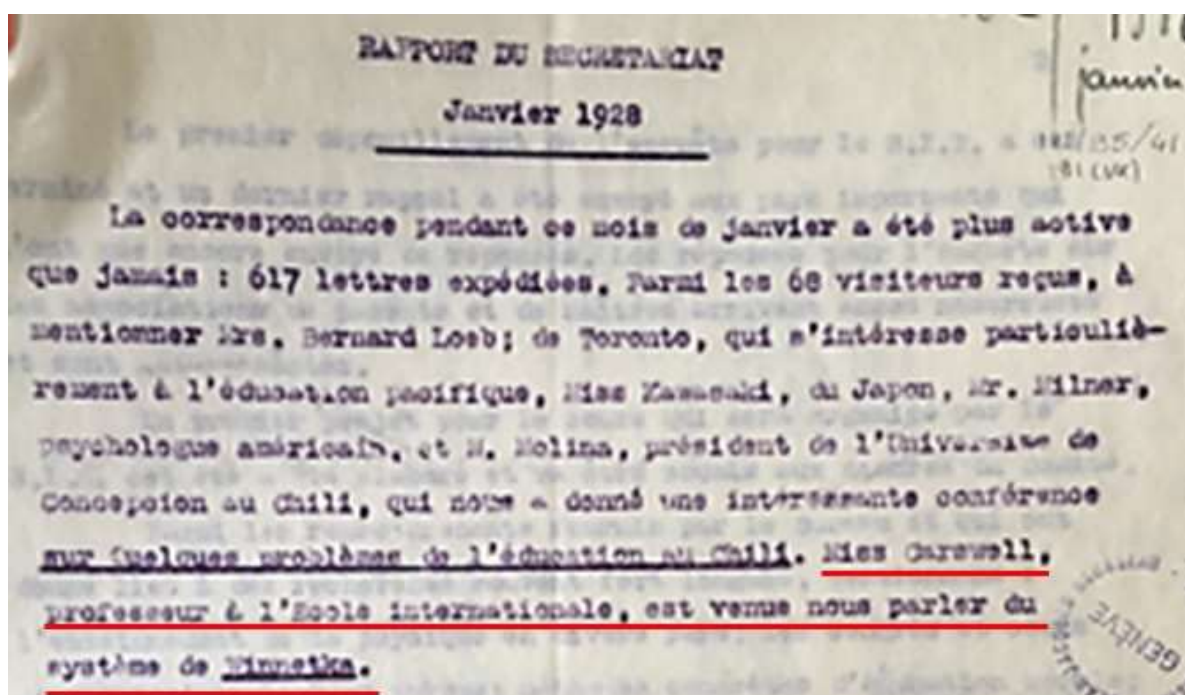 RAPPORT DU SECRETARIAT
janvier
Janvier 1928
La correspondance pendant ce mois de janvier a été plus active
que jamais : 617 lettres expédiées. Parmi les 68 visiteurs reçus, à
mentionner Mrs. Bernard Loeb; de Toronto, qui s'intéresse particuliè-
rement à l'éducation pacifique, Miss Kawasaki, du Japon, Mr. Milner,
psychologue américain, et M. Molina, président de l'Université de
Concepcion au Chili, qui nous a donné une intéressante conférence
sur Quelques problèmes de l'éducation au Chili. Miss Carswell,
professeur à l'Ecole internationale, est venue nous parler du
système de Winnetka.
GENÈVE